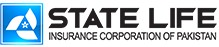 STATE LIFE
INSURANCE CORPORATION OF PAKISTAN